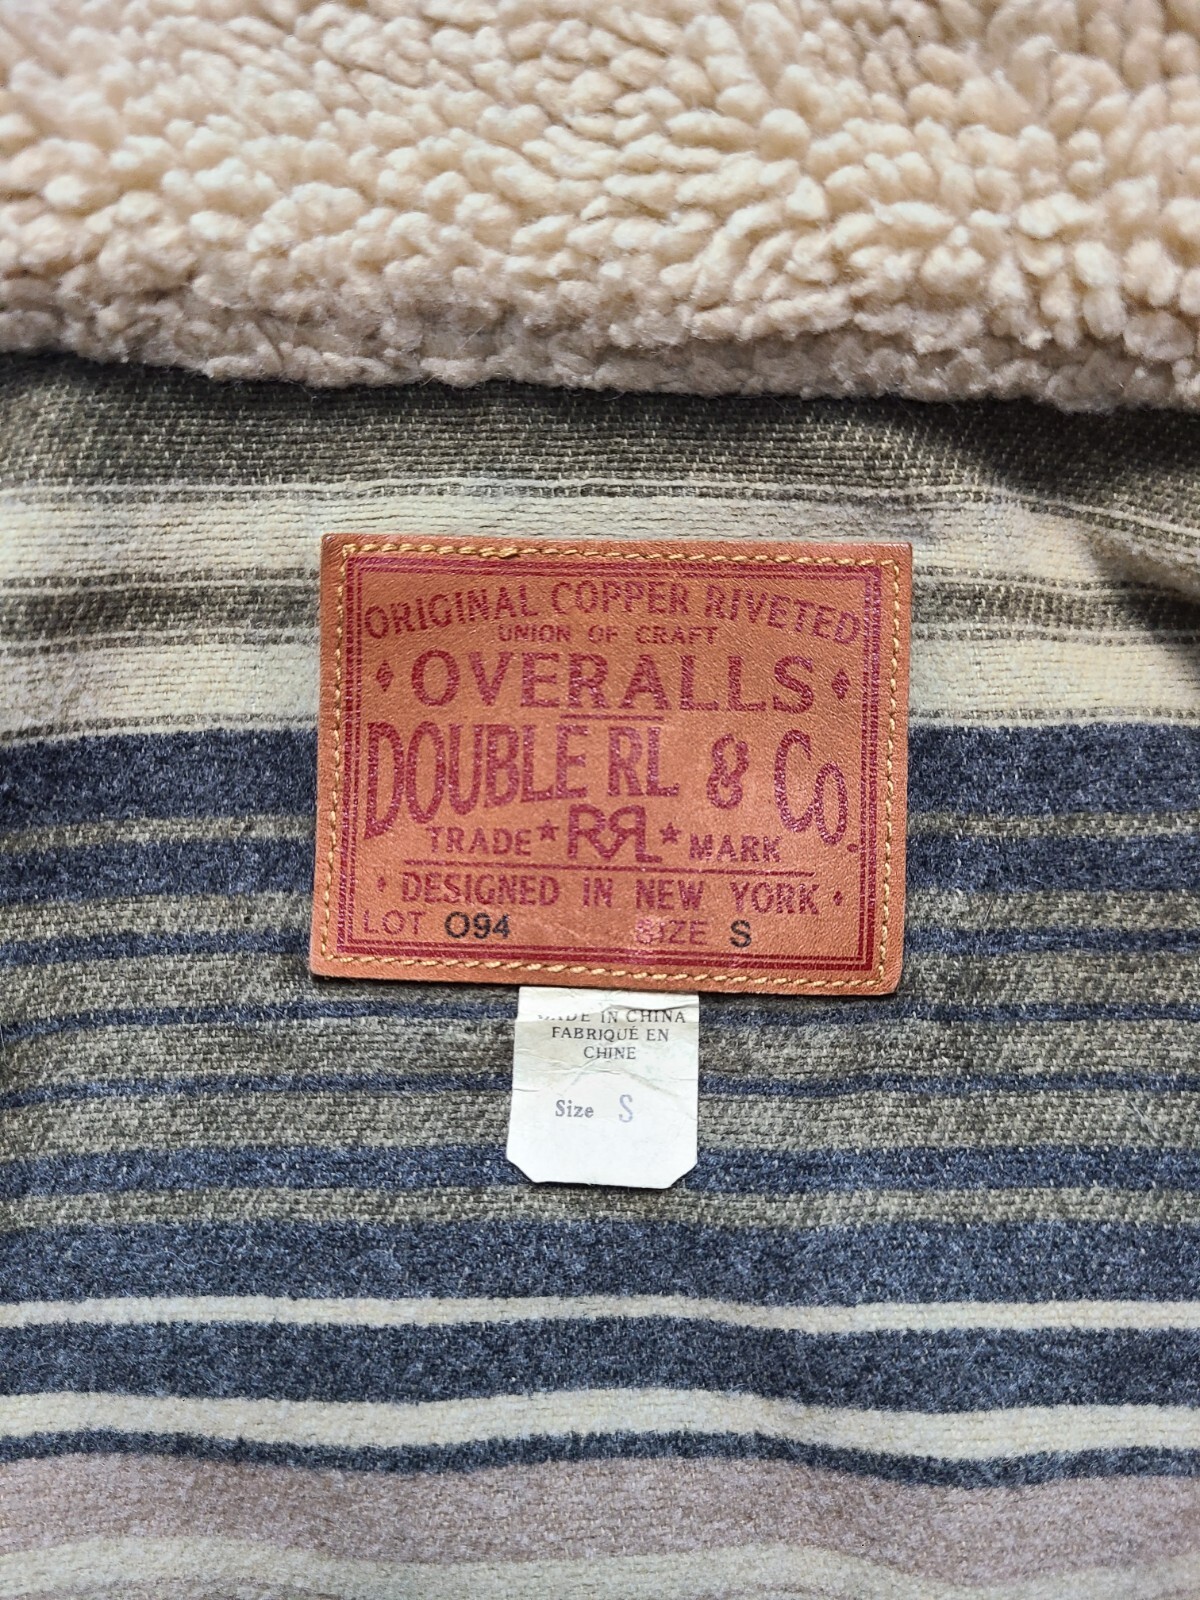 ORIGINAL COPPER RIVETED
UNION OF CRAFT
OVERALLS
DOUBLE RL & CO.
TRADE ★ RRL ★ MARK
DESIGNED IN NEW YORK
LOT 094 SIZE S
MADE IN CHINA
FABRIQUÉ EN
CHINE
Size S